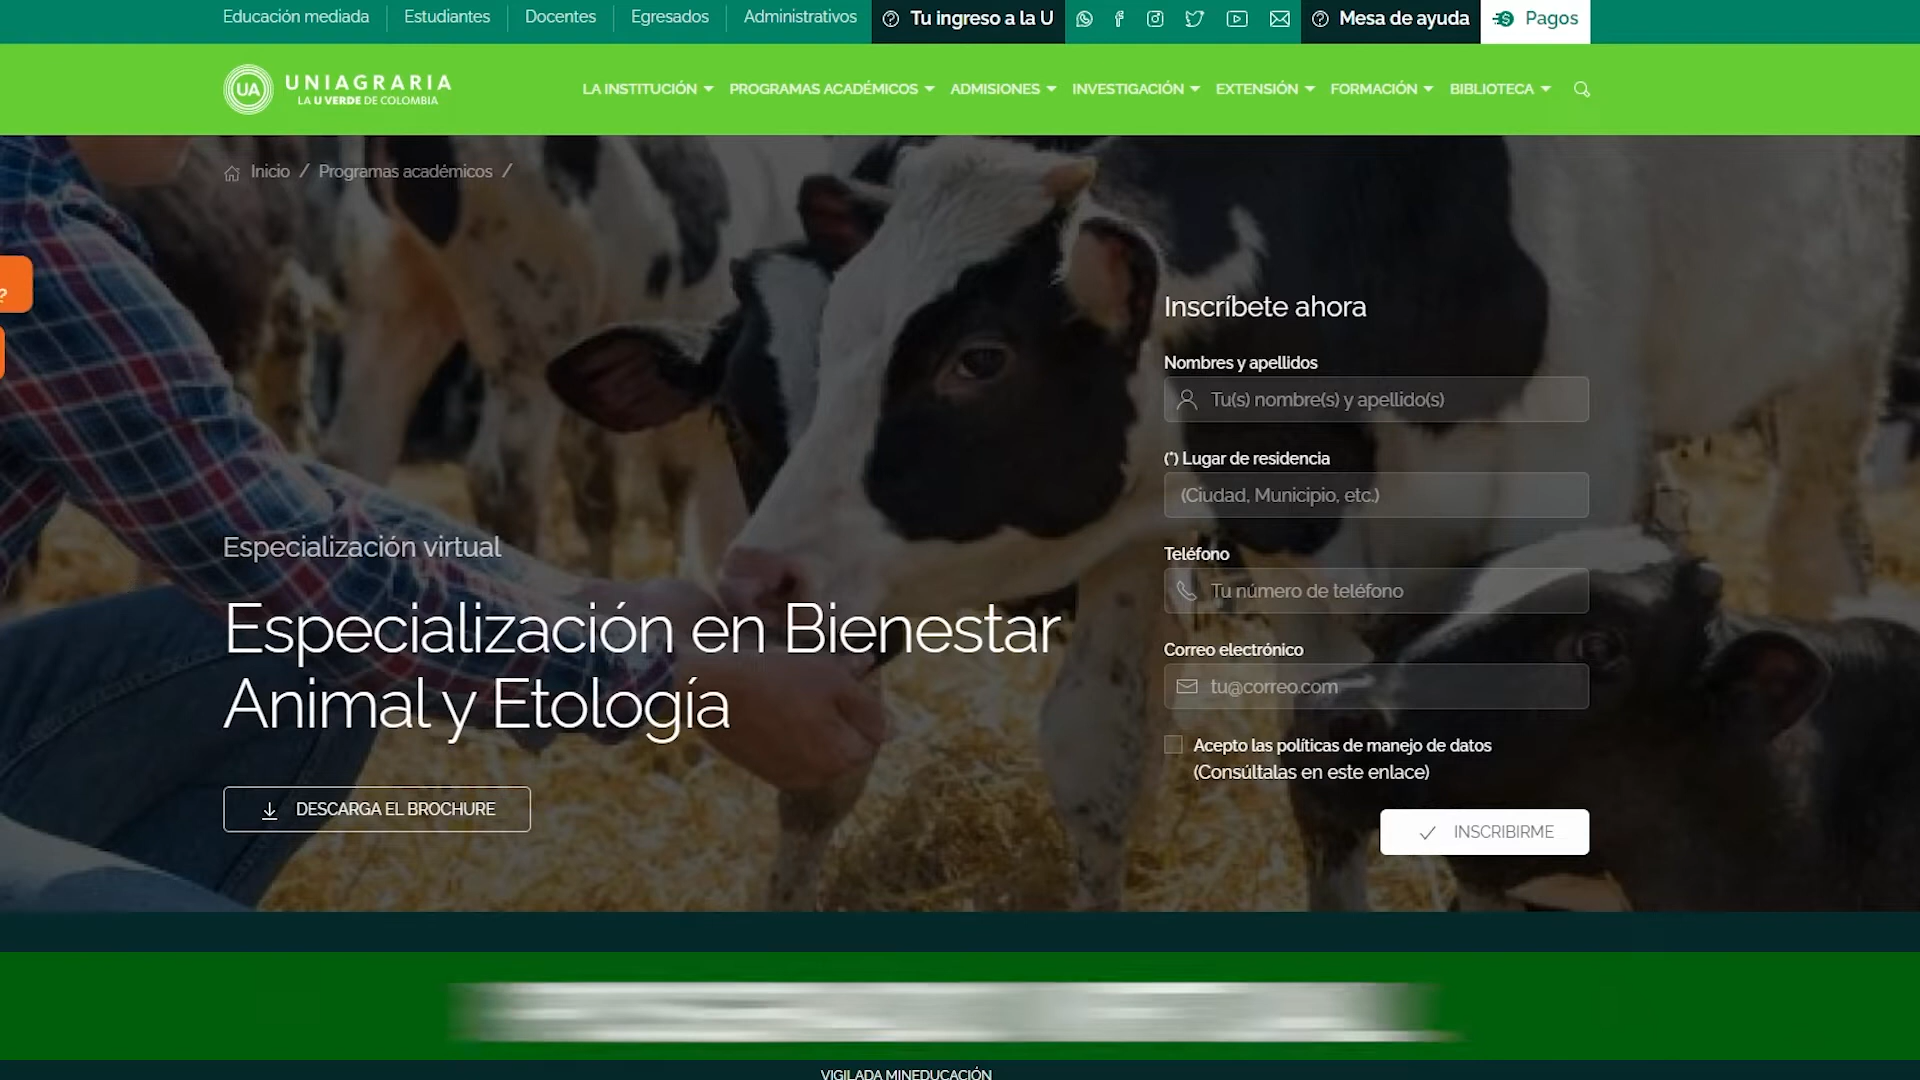 Educación mediada
Estudiantes
Docentes
Egresados
Administrativos
Tu ingreso a la U
Mesa de ayuda
Pagos
UA
UNIAGRARIA
LA U VERDE DE COLOMBIA
LA INSTITUCIÓN
PROGRAMAS ACADÉMICOS
ADMISIONES
INVESTIGACIÓN
EXTENSIÓN
FORMACIÓN
BIBLIOTECA
Inicio / Programas académicos /
?
Inscríbete ahora
Nombres y apellidos
Tu(s) nombre(s) y apellido(s)
(*) Lugar de residencia
(Ciudad, Municipio, etc.)
Teléfono
Tu número de teléfono
Correo electrónico
tu@correo.com
Acepto las políticas de manejo de datos
(Consúltalas en este enlace)
INSCRIBIRME
Especialización virtual
Especialización en Bienestar
Animal y Etología
DESCARGA EL BROCHURE
VIGILADA MINEDUCACIÓN